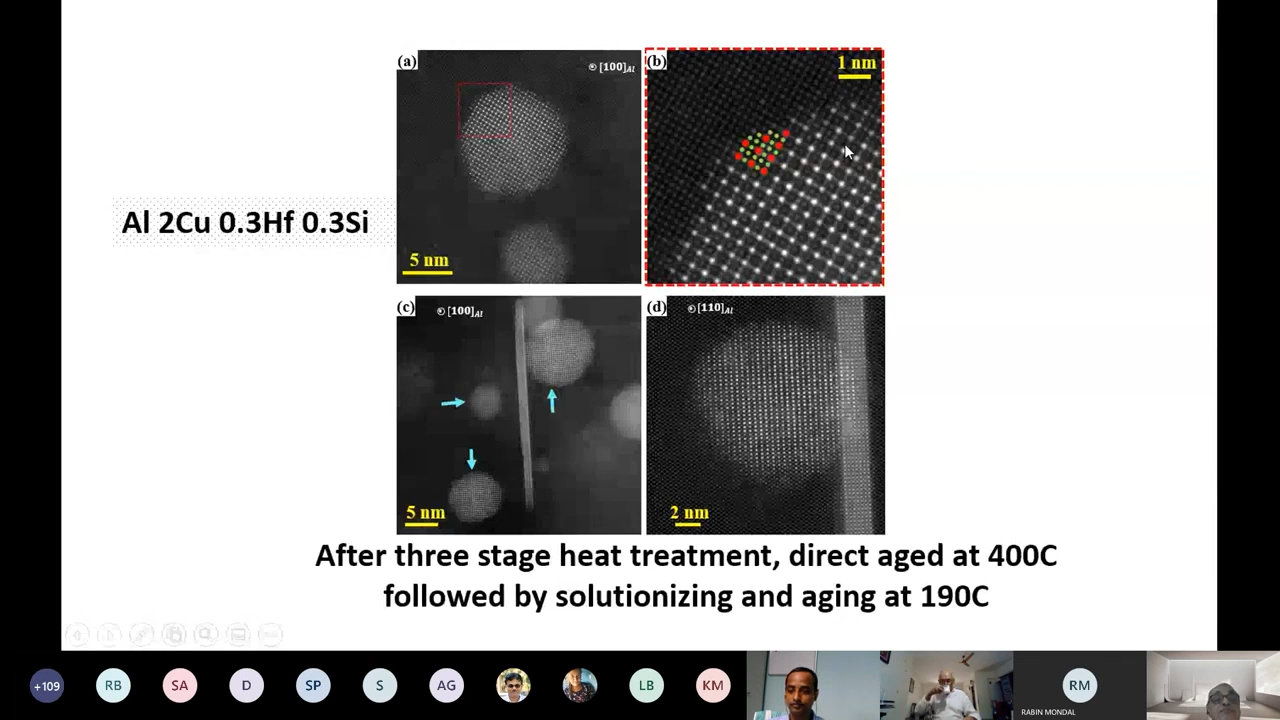 (a)
⊙ [100]Al
5 nm
(b)
1 nm
Al 2Cu 0.3Hf 0.3Si
(c)
⊙ [100]Al
5 nm
(d)
⊙ [110]Al
2 nm
After three stage heat treatment, direct aged at 400C
followed by solutionizing and aging at 190C
+109
RB
SA
D
SP
S
AG
LB
KM
RM
RABIN MONDAL